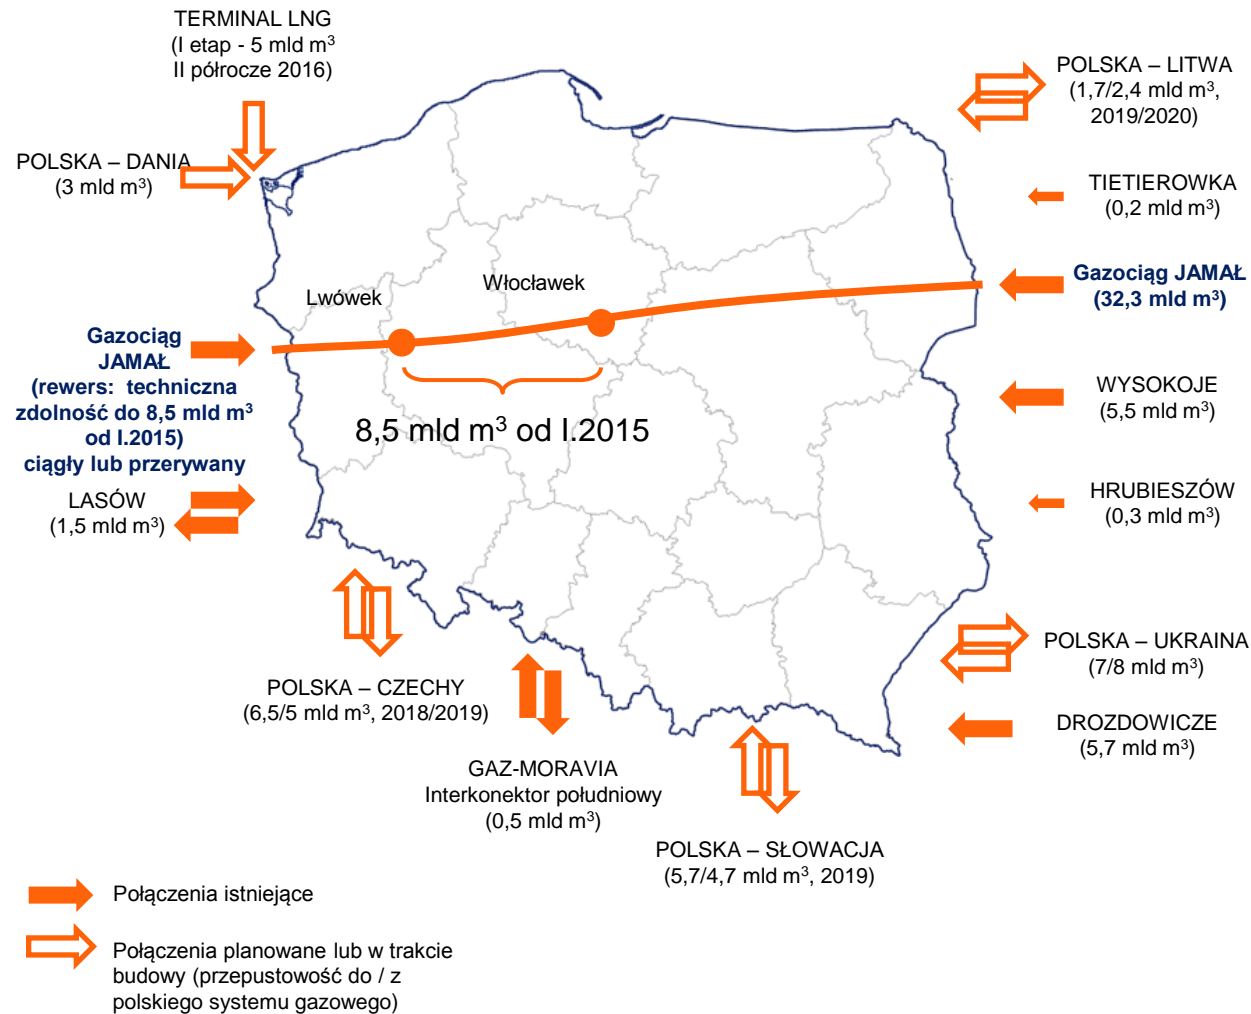 TERMINAL LNG
(I etap - 5 mld m³
II półrocze 2016)
POLSKA – DANIA
(3 mld m³)
POLSKA – LITWA
(1,7/2,4 mld m³,
2019/2020)
TIETIEROWKA
(0,2 mld m³)
Gazociąg JAMAŁ
(32,3 mld m³)
Włocławek
Lwówek
Gazociąg
JAMAŁ
(rewers: techniczna
zdolność do 8,5 mld m³
od I.2015)
ciągły lub przerywany
8,5 mld m³ od I.2015
WYSOKOJE
(5,5 mld m³)
LASÓW
(1,5 mld m³)
HRUBIESZÓW
(0,3 mld m³)
POLSKA – UKRAINA
(7/8 mld m³)
POLSKA – CZECHY
(6,5/5 mld m³, 2018/2019)
DROZDOWICZE
(5,7 mld m³)
GAZ-MORAVIA
Interkonektor południowy
(0,5 mld m³)
POLSKA – SŁOWACJA
(5,7/4,7 mld m³, 2019)
Połączenia istniejące
Połączenia planowane lub w trakcie
budowy (przepustowość do / z
polskiego systemu gazowego)